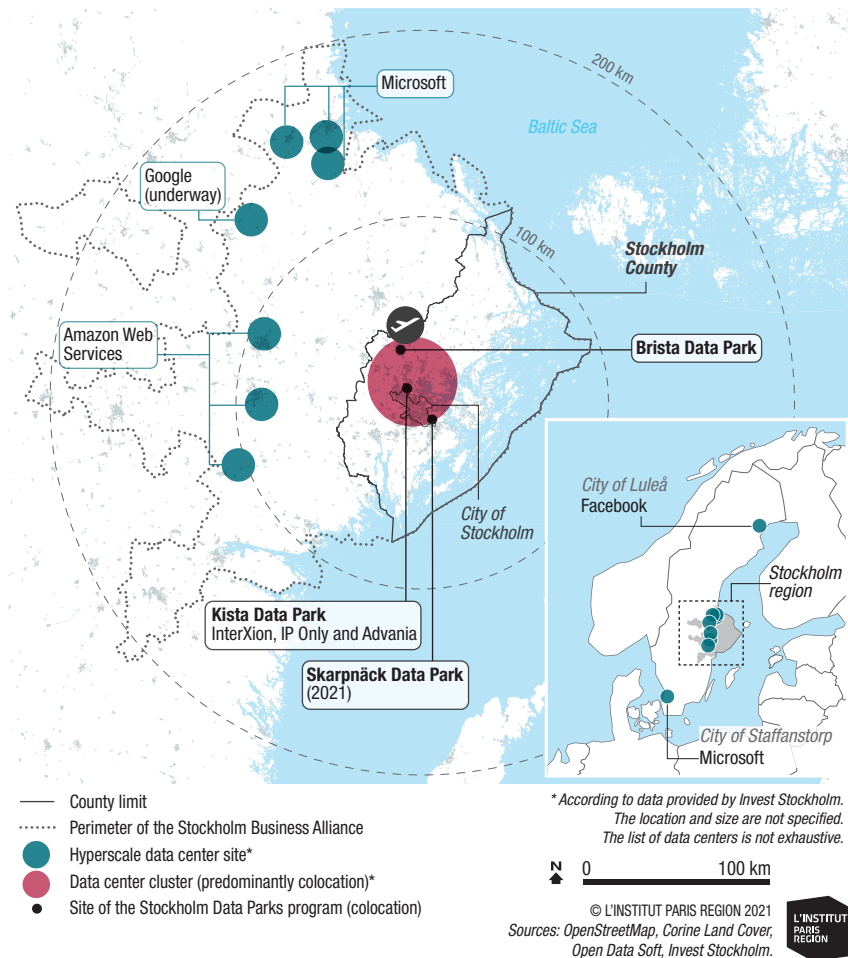 200 km
Microsoft
Baltic Sea
Google
(underway)
100 km
Stockholm
County
Amazon Web
Services
Brista Data Park
City of
Stockholm
City of Luleå
Facebook
Stockholm
region
Kista Data Park
InterXion, IP Only and Advania
Skarpnäck Data Park
(2021)
City of Staffanstorp
Microsoft
County limit
Perimeter of the Stockholm Business Alliance
Hyperscale data center site*
Data center cluster (predominantly colocation)*
Site of the Stockholm Data Parks program (colocation)
* According to data provided by Invest Stockholm.
The location and size are not specified.
The list of data centers is not exhaustive.
N
0 100 km
© L'INSTITUT PARIS REGION 2021
Sources: OpenStreetMap, Corine Land Cover,
Open Data Soft, Invest Stockholm.
L'INSTITUT
PARIS
REGION